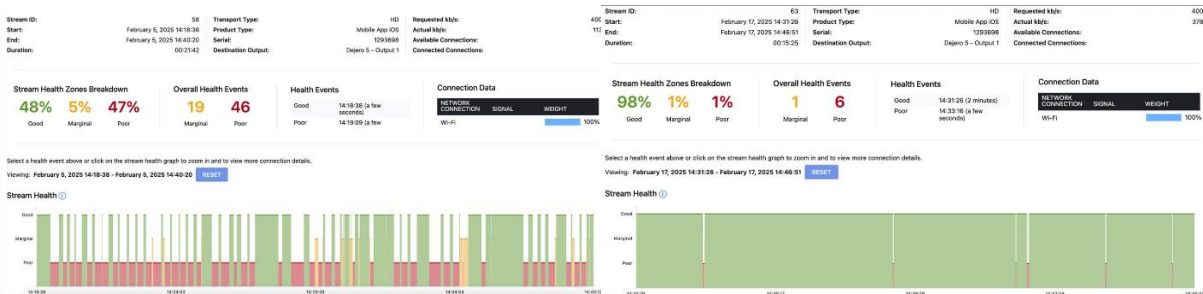 Stream ID: 58 Transport Type: HD Requested kb/s: 400
Start: February 5, 2025 14:18:38 Product Type: Mobile App iOS Actual kb/s: 113
End: February 5, 2025 14:40:20 Serial: 1293698 Available Connections:
Duration: 00:21:42 Destination Output: Dejero 5 - Output 1 Connected Connections:
Stream Health Zones Breakdown Overall Health Events Health Events Connection Data
48% 5% 47% 19 46
Good Marginal Poor Marginal Poor
Good 14:18:38 (a few seconds)
Poor 14:19:09 (a few
NETWORK CONNECTION SIGNAL WEIGHT
Wi-Fi 100%
Select a health event above or click on the stream health graph to zoom in and to view more connection details.
Viewing: February 5, 2025 14:18:38 - February 5, 2025 14:40:20 RESET
Stream Health
Good
Marginal
Poor
Stream ID: 63 Transport Type: HD Requested kb/s: 400
Start: February 17, 2025 14:31:26 Product Type: Mobile App iOS Actual kb/s: 378
End: February 17, 2025 14:46:51 Serial: 1293698 Available Connections:
Duration: 00:15:25 Destination Output: Dejero 5 - Output 1 Connected Connections:
Stream Health Zones Breakdown Overall Health Events Health Events Connection Data
98% 1% 1% 1 6
Good Marginal Poor Marginal Poor
Good 14:31:26 (2 minutes)
Poor 14:33:16 (a few seconds)
NETWORK CONNECTION SIGNAL WEIGHT
Wi-Fi 100%
Select a health event above or click on the stream health graph to zoom in and to view more connection details.
Viewing: February 17, 2025 14:31:26 - February 17, 2025 14:46:51 RESET
Stream Health
Good
Marginal
Poor